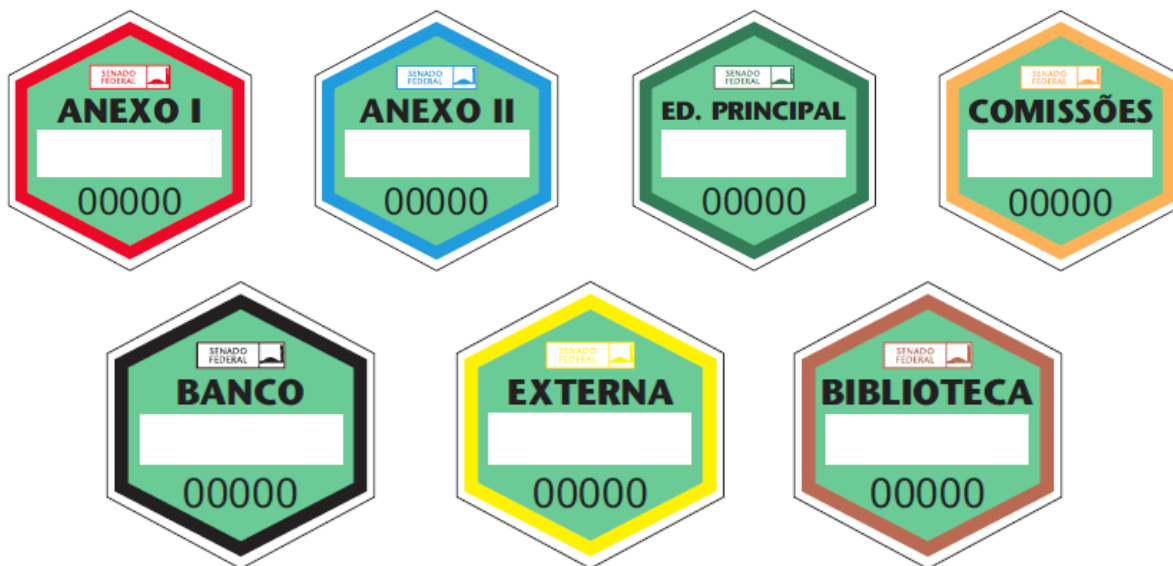 SENADO
FEDERAL
ANEXO I
00000
SENADO
FEDERAL
ANEXO II
00000
SENADO
FEDERAL
ED. PRINCIPAL
00000
SENADO
FEDERAL
COMISSÕES
00000
SENADO
FEDERAL
BANCO
00000
SENADO
FEDERAL
EXTERNA
00000
SENADO
FEDERAL
BIBLIOTECA
00000